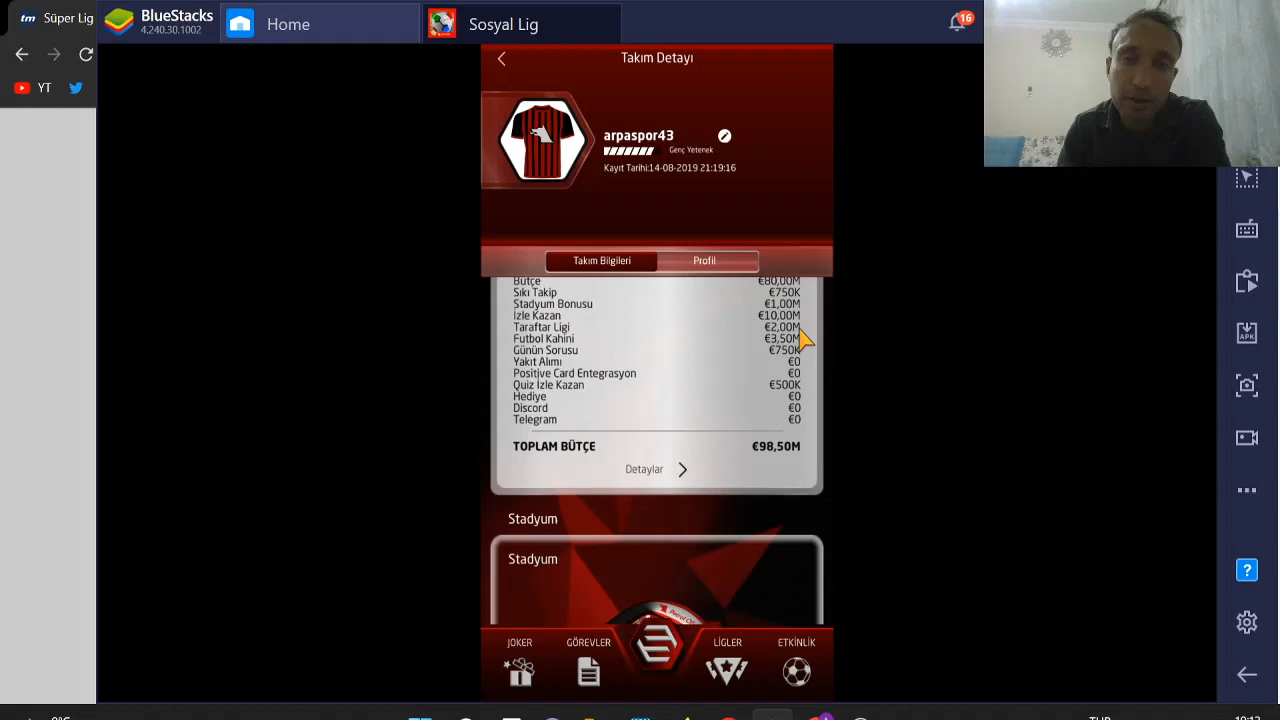 Süper Lig
BlueStacks
4.240.30.1002
Home
Sosyal Lig
16
YT
Takım Detayı
arpaspor43
Genç Yetenek
Kayıt Tarihi:14-08-2019 21:19:16
Takım Bilgileri
Profil
Bütçe €80,00M
Sıkı Takip €750K
Stadyum Bonusu €1,00M
İzle Kazan €10,00M
Taraftar Ligi €2,00M
Futbol Kahini €3,50M
Günün Sorusu €750K
Yakıt Alımı €0
Positive Card Entegrasyon €0
Quiz İzle Kazan €500K
Hediye €0
Discord €0
Telegram €0
TOPLAM BÜTÇE €98,50M
Detaylar
Stadyum
Stadyum
JOKER
GÖREVLER
LİGLER
ETKİNLİK
APK